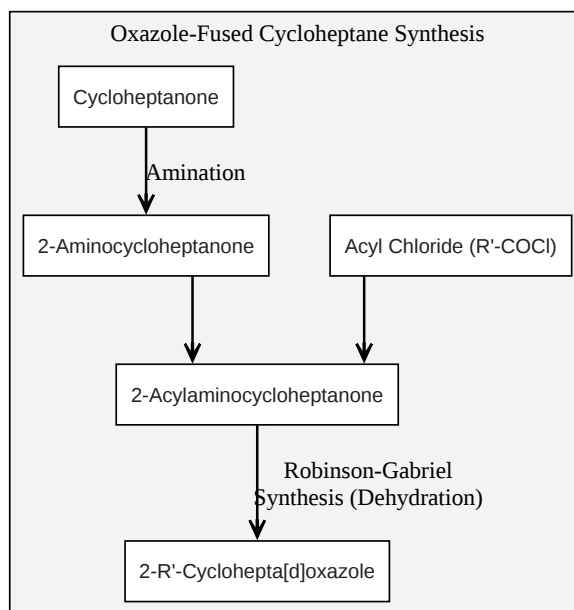 Oxazole-Fused Cycloheptane Synthesis
Cycloheptanone
Amination
2-Aminocycloheptanone
Acyl Chloride (R'-COCl)
2-Acylaminocycloheptanone
Robinson-Gabriel
Synthesis (Dehydration)
2-R'-Cyclohepta[d]oxazole